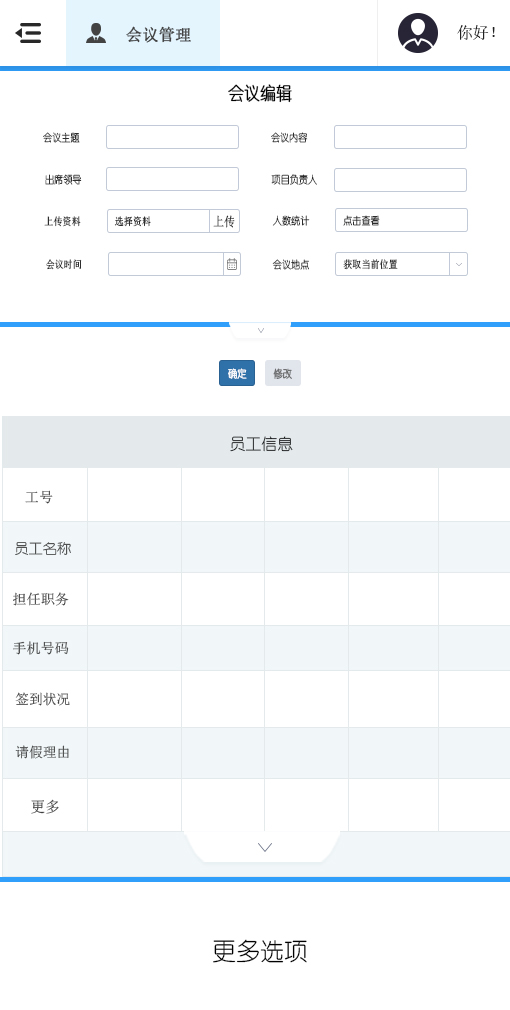 会议管理 你好！
会议编辑
会议主题 会议内容
出席领导 项目负责人
上传资料 选择资料 上传 人数统计 点击查看
会议时间 会议地点 获取当前位置
确定 修改
员工信息
工号
员工名称
担任职务
手机号码
签到状况
请假理由
更多
更多选项